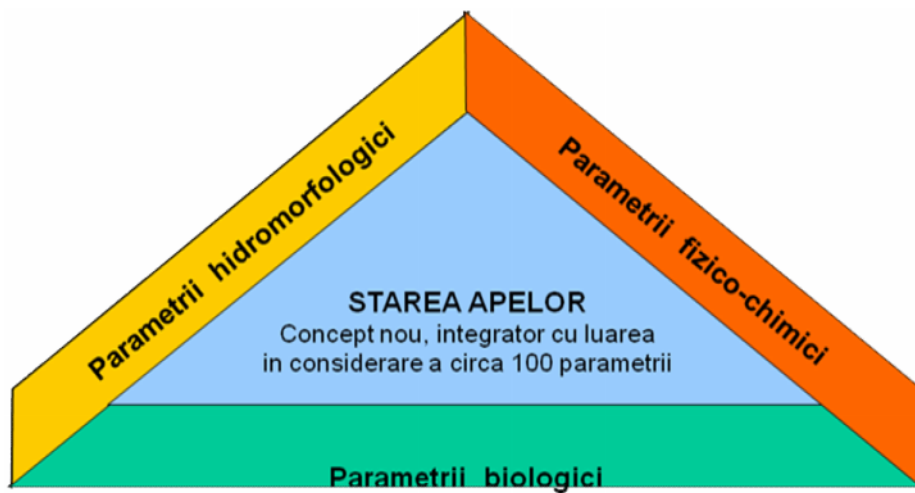 Parametrii hidromorfologici
Parametrii fizico-chimici
STAREA APELOR
Concept nou, integrator cu luarea
in considerare a circa 100 parametrii
Parametrii biologici